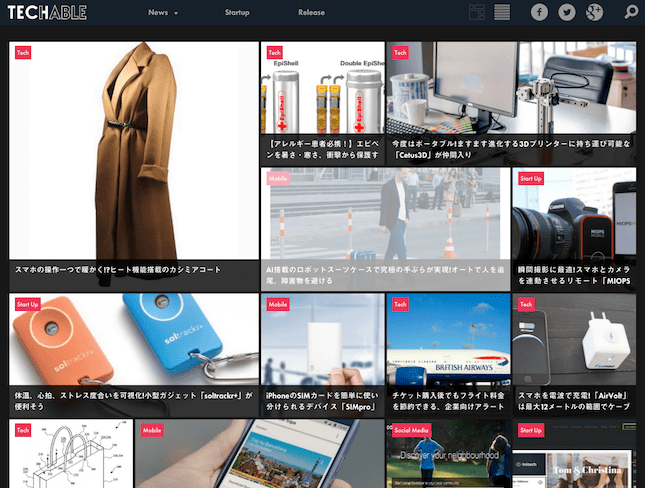 TECHABLE
News
Startup
Release
Tech
スマホの操作一つで暖かく!?ヒート機能搭載のカシミアコート
Tech
EpiShell
Double EpiShell
EpiShell
【アレルギー患者必携！】エピペ
ンを暑さ・寒さ、衝撃から保護す
Tech
今度はポータブル!ますます進化する3Dプリンターに持ち運び可能な
「Cetus3D」が仲間入り
Mobile
AI搭載のロボットスーツケースで究極の手ぶらが実現!オートで人を追
尾、障害物を避ける
Start Up
MIOPS
瞬間撮影に最適!スマホとカメラ
を連動させるリモート「MIOPS
Start Up
soltrackr+
soltrackr+
体温、心拍、ストレス度合いを可視化!小型ガジェット「soltrackr+」が
便利そう
Mobile
iPhoneのSIMカードを簡単に使い
分けられるデバイス「SIMpro」
Tech
BRITISH AIRWAYS
チケット購入後でもフライト料金
を節約できる、企業向けアラート
Tech
スマホを電波で充電!「AirVolt」
は最大12メートルの範囲でケーブ
Tech
Mobile
Social Media
Discover your neighbourhood
Start Up
Tom & Christina